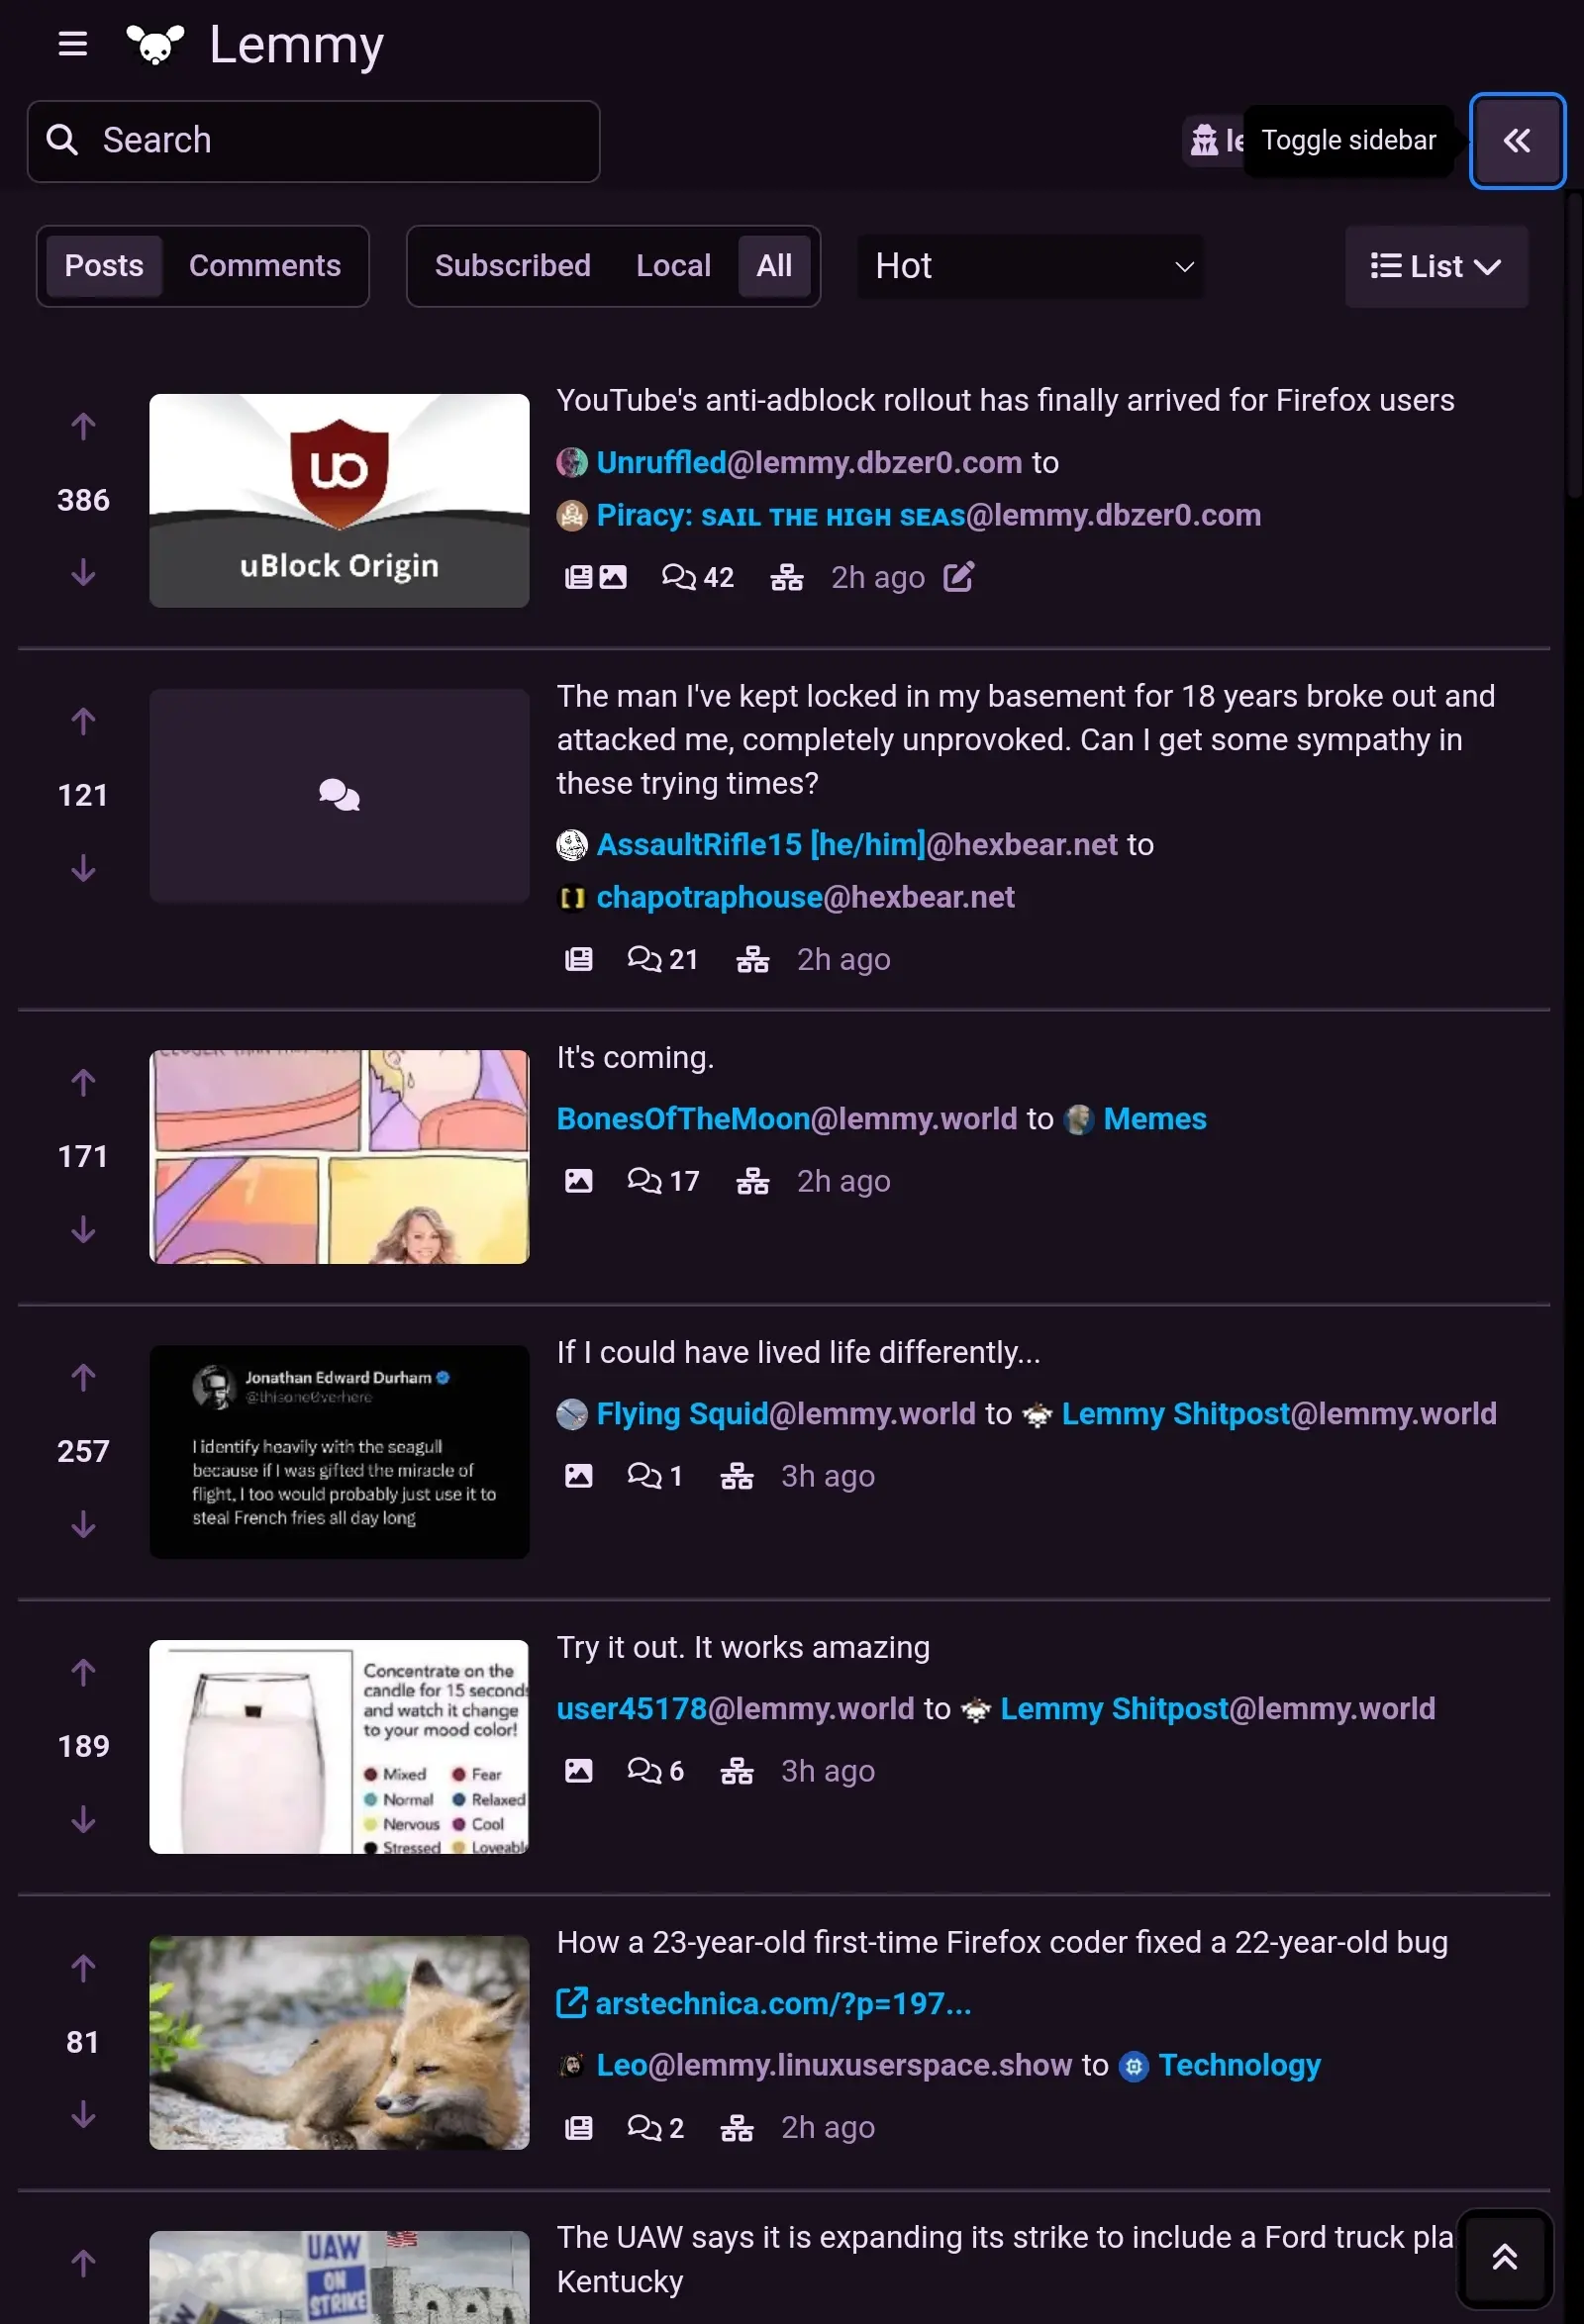 Lemmy
Search
le
Toggle sidebar
Posts
Comments
Subscribed
Local
All
Hot
List
386
uBlock Origin
YouTube's anti-adblock rollout has finally arrived for Firefox users
Unruffled@lemmy.dbzer0.com to
Piracy: ꜱᴀɪʟ ᴛʜᴇ ʜɪɢʜ ꜱᴇᴀꜱ@lemmy.dbzer0.com
42
2h ago
121
The man I've kept locked in my basement for 18 years broke out and
attacked me, completely unprovoked. Can I get some sympathy in
these trying times?
AssaultRifle15 [he/him]@hexbear.net to
chapotraphouse@hexbear.net
21
2h ago
171
It's coming.
BonesOfTheMoon@lemmy.world to Memes
17
2h ago
257
Jonathan Edward Durham
@thisone0verhere
I identify heavily with the seagull
because if I was gifted the miracle of
flight, I too would probably just use it to
steal French fries all day long
If I could have lived life differently...
Flying Squid@lemmy.world to Lemmy Shitpost@lemmy.world
1
3h ago
189
Concentrate on the
candle for 15 seconds
and watch it change
to your mood color!
Mixed Fear
Normal Relaxed
Nervous Cool
Stressed Loveable
Try it out. It works amazing
user45178@lemmy.world to Lemmy Shitpost@lemmy.world
6
3h ago
81
How a 23-year-old first-time Firefox coder fixed a 22-year-old bug
arstechnica.com/?p=197...
Leo@lemmy.linuxuserspace.show to Technology
2
2h ago
UAW
ON
STRIKE
The UAW says it is expanding its strike to include a Ford truck pla
Kentucky